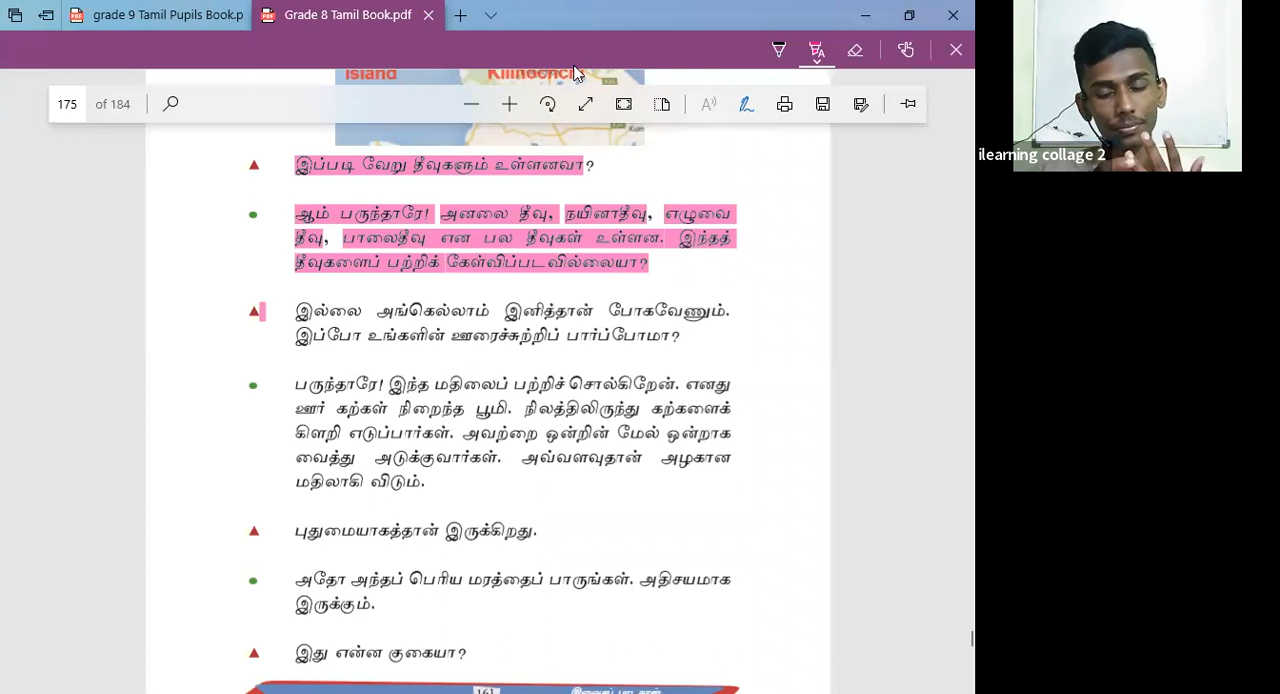 grade 9 Tamil Pupils Book.p
Grade 8 Tamil Book.pdf
175 of 184
Island Kilinochchi
இப்படி வேறு தீவுகளும் உள்ளனவா?
ஆம் பருந்தாரே! அனலை தீவு, நயினாதீவு, எழுவை
தீவு, பாலைதீவு என பல தீவுகள் உள்ளன. இந்தத்
தீவுகளைப் பற்றிக் கேள்விப்படவில்லையா?
இல்லை அங்கெல்லாம் இனித்தான் போகவேணும்.
இப்போ உங்களின் ஊரைச்சுற்றிப் பார்ப்போமா?
பருந்தாரே! இந்த மதிலைப் பற்றிச் சொல்கிறேன். எனது
ஊர் கற்கள் நிறைந்த பூமி. நிலத்திலிருந்து கற்களைக்
கிளறி எடுப்பார்கள். அவற்றை ஒன்றின் மேல் ஒன்றாக
வைத்து அடுக்குவார்கள். அவ்வளவுதான் அழகான
மதிலாகி விடும்.
புதுமையாகத்தான் இருக்கிறது.
அதோ அந்தப் பெரிய மரத்தைப் பாருங்கள். அதிசயமாக
இருக்கும்.
இது என்ன குகையா?
161
ilearning collage 2